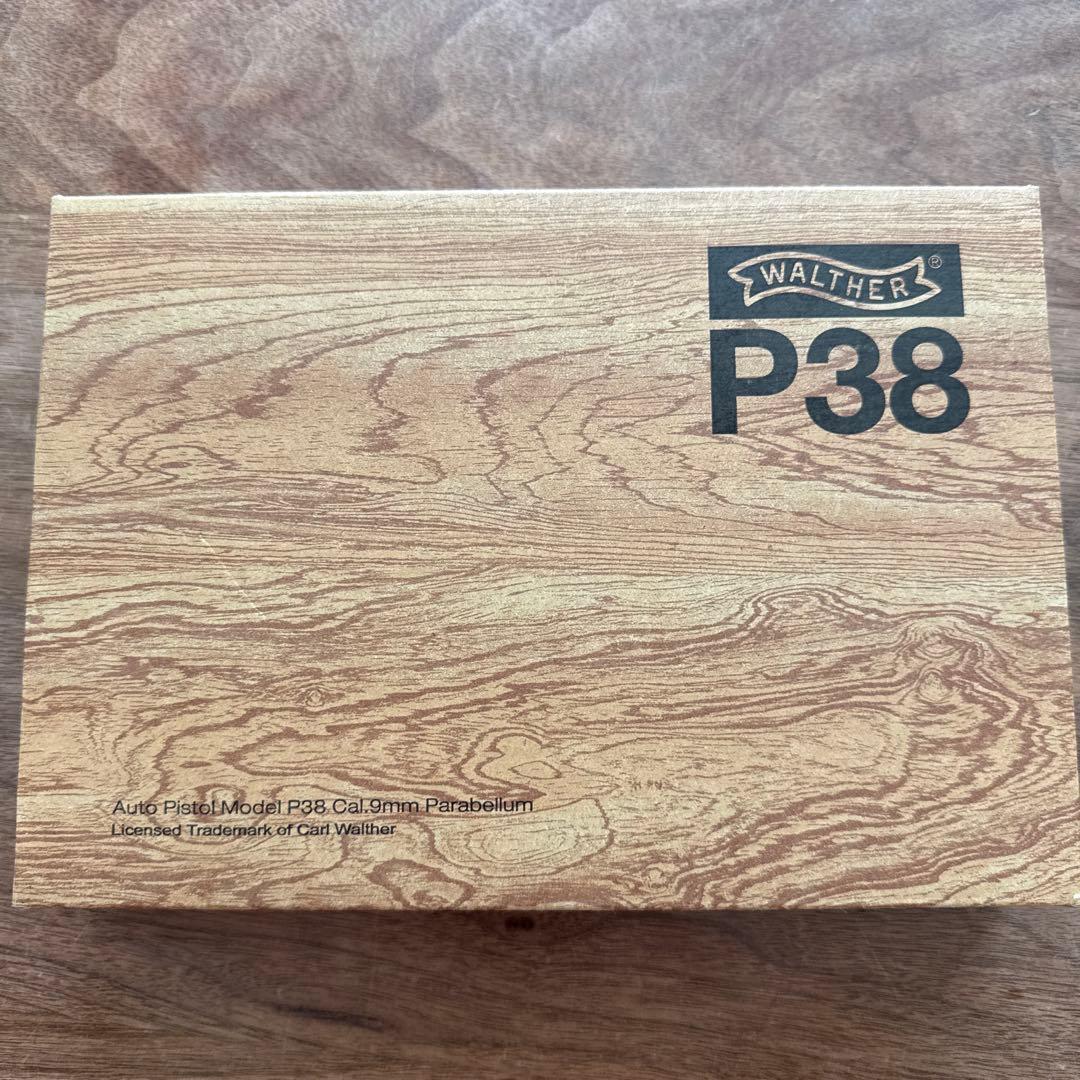 WALTHER®
P38
Auto Pistol Model P38 Cal.9mm Parabellum
Licensed Trademark of Carl Walther